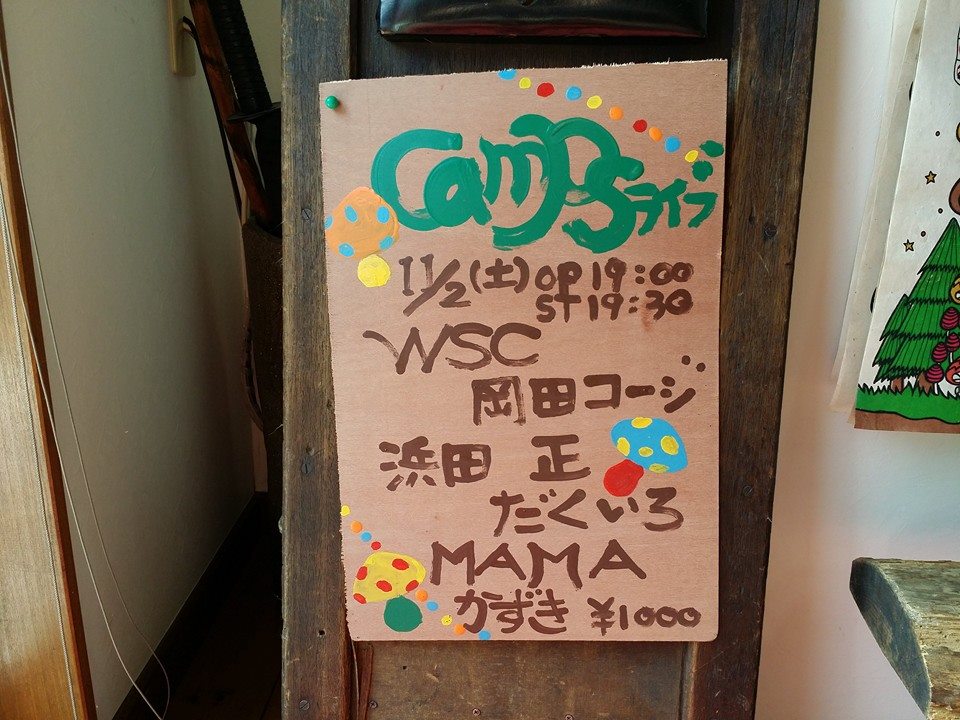 Campsライブ
11/2(土) OP 19:00
ST 19:30
WSC
岡田コージ
浜田 正
だくいろ
MAMA
かずき ¥1000